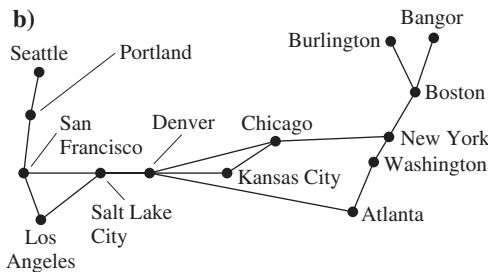 b)
Bangor
Burlington
Seattle
Portland
Boston
San
Francisco
Denver
Chicago
New York
Washington
Kansas City
Salt Lake
City
Atlanta
Los
Angeles